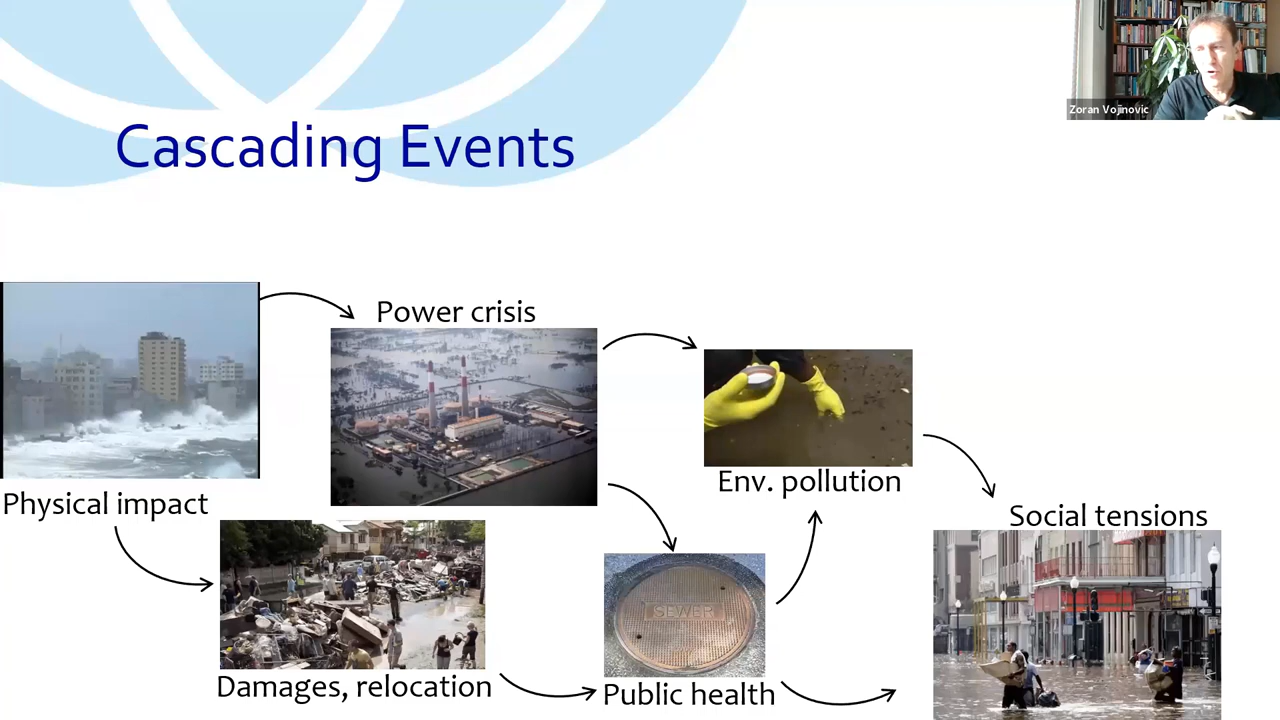 Zoran Vojinovic
Cascading Events
Power crisis
Physical impact
Env. pollution
Social tensions
SEWER
Damages, relocation
Public health